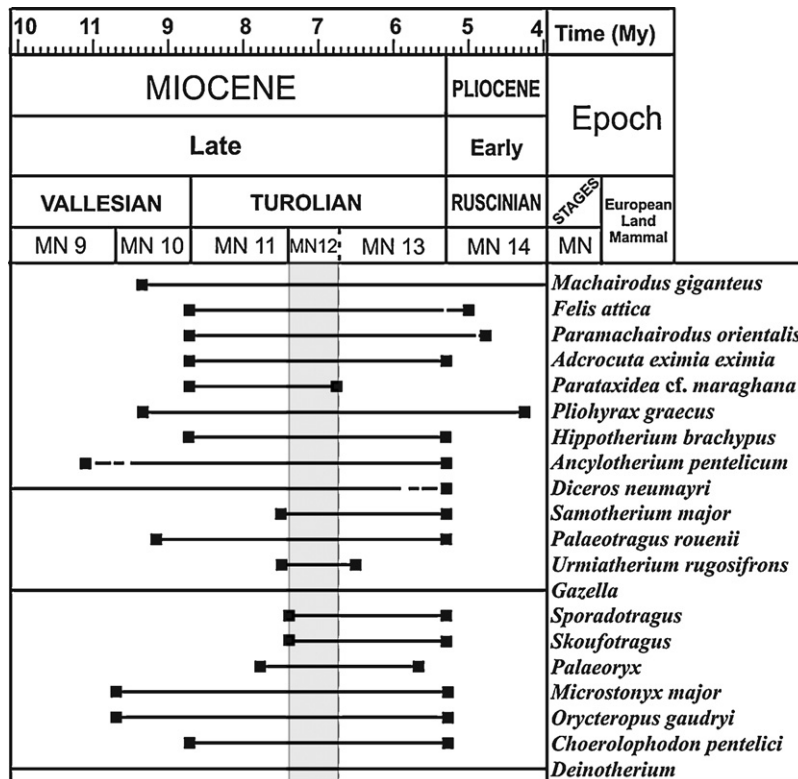 10 11 9 8 7 6 5 4 Time (My)
MIOCENE PLIOCENE Epoch
Late Early
VALLESIAN TUROLIAN RUSCINIAN STAGES European
Land
Mammal
MN 9 MN 10 MN 11 MN12 MN 13 MN 14 MN
Machairodus giganteus
Felis attica
Paramachairodus orientalis
Adcrocuta eximia eximia
Parataxidea cf. maraghana
Pliohyrax graecus
Hippotherium brachypus
Ancylotherium pentelicum
Diceros neumayri
Samotherium major
Palaeotragus rouenii
Urmiatherium rugosifrons
Gazella
Sporadotragus
Skoufotragus
Palaeoryx
Microstonyx major
Orycteropus gaudryi
Choerolophodon pentelici
Deinotherium